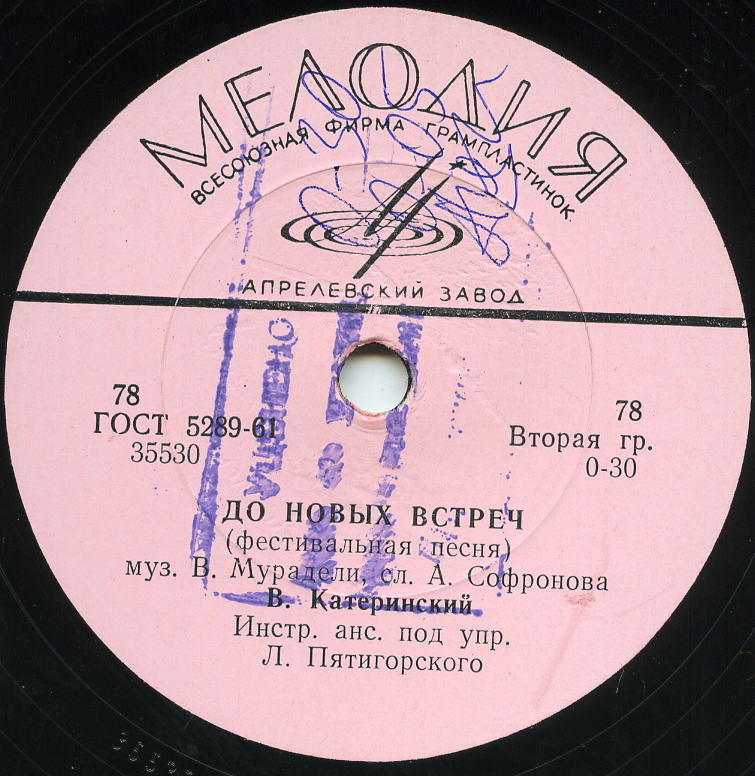 МЕЛОДИЯ
ВСЕСОЮЗНАЯ ФИРМА ГРАМПЛАСТИНОК
АПРЕЛЕВСКИЙ ЗАВОД
УЦЕНЕНО
78
ГОСТ 5289-61
35530
78
Вторая гр.
0-30
ДО НОВЫХ ВСТРЕЧ
(фестивальная песня)
муз. В. Мурадели, сл. А. Софронова
В. Катеринский
Инстр. анс. под упр.
Л. Пятигорского